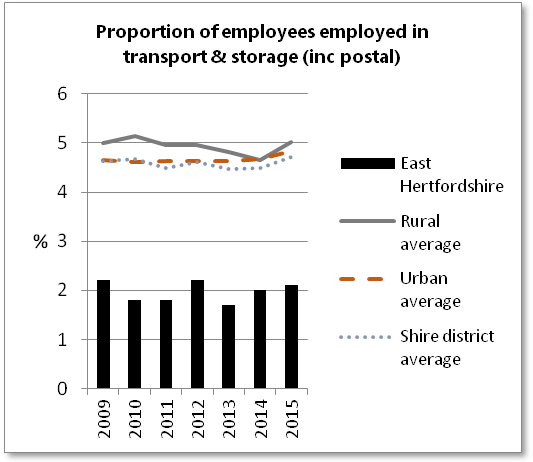 Proportion of employees employed in
transport & storage (inc postal)
6
5
4
3
2
1
0
%
2009
2010
2011
2012
2013
2014
2015
East
Hertfordshire
Rural
average
Urban
average
Shire district
average